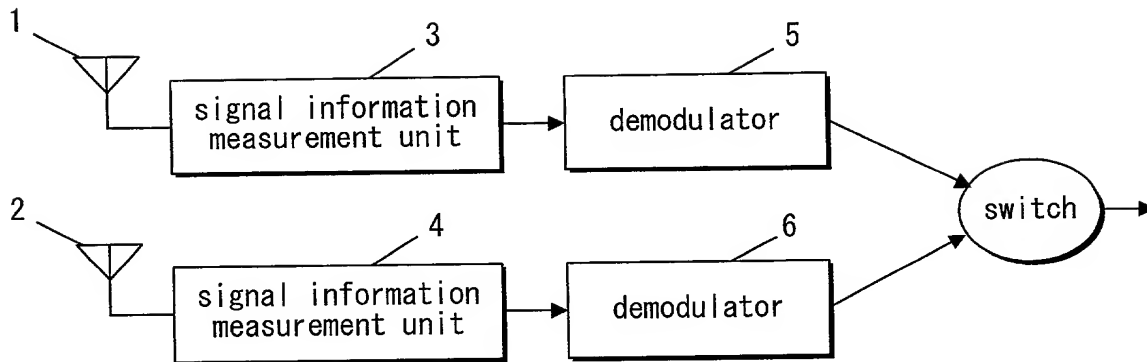 1
3
5
signal information
measurement unit
demodulator
switch
2
4
6
signal information
measurement unit
demodulator